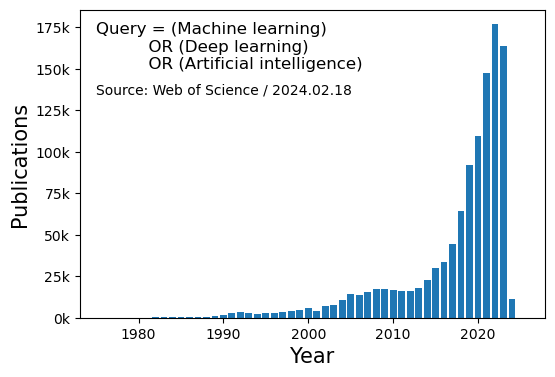 Query = (Machine learning)
OR (Deep learning)
OR (Artificial intelligence)
Source: Web of Science / 2024.02.18
Publications
175k
150k
125k
100k
75k
50k
25k
0k
1980 1990 2000 2010 2020
Year